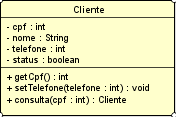 Cliente
- cpf : int
- nome : String
- telefone : int
- status : boolean
+ getCpf() : int
+ setTelefone(telefone : int) : void
+ consulta(cpf : int) : Cliente